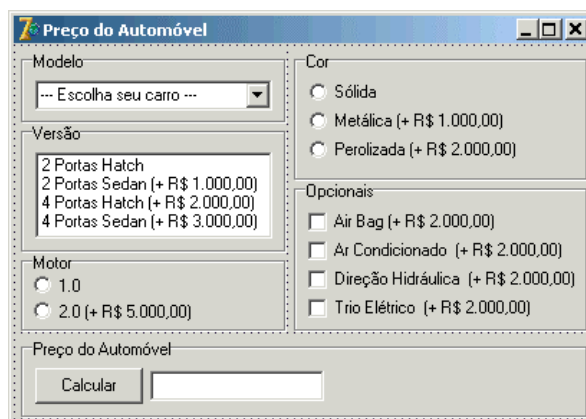 Preço do Automóvel
Modelo
--- Escolha seu carro ---
Versão
2 Portas Hatch
2 Portas Sedan (+ R$ 1.000,00)
4 Portas Hatch (+ R$ 2.000,00)
4 Portas Sedan (+ R$ 3.000,00)
Motor
1.0
2.0 (+ R$ 5.000,00)
Cor
Sólida
Metálica (+ R$ 1.000,00)
Perolizada (+ R$ 2.000,00)
Opcionais
Air Bag (+ R$ 2.000,00)
Ar Condicionado (+ R$ 2.000,00)
Direção Hidráulica (+ R$ 2.000,00)
Trio Elétrico (+ R$ 2.000,00)
Preço do Automóvel
Calcular